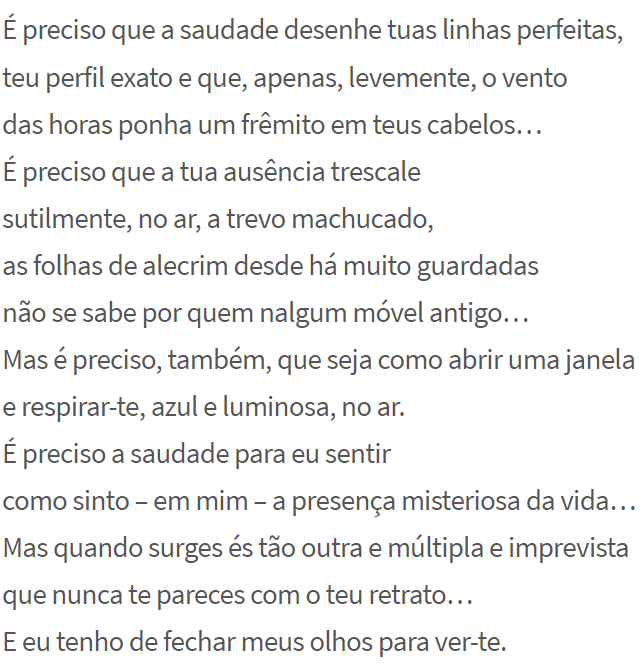 É preciso que a saudade desenhe tuas linhas perfeitas,
teu perfil exato e que, apenas, levemente, o vento
das horas ponha um frêmito em teus cabelos…
É preciso que a tua ausência trescale
sutilmente, no ar, a trevo machucado,
as folhas de alecrim desde há muito guardadas
não se sabe por quem nalgum móvel antigo…
Mas é preciso, também, que seja como abrir uma janela
e respirar-te, azul e luminosa, no ar.
É preciso a saudade para eu sentir
como sinto – em mim – a presença misteriosa da vida…
Mas quando surges és tão outra e múltipla e imprevista
que nunca te pareces com o teu retrato…
E eu tenho de fechar meus olhos para ver-te.